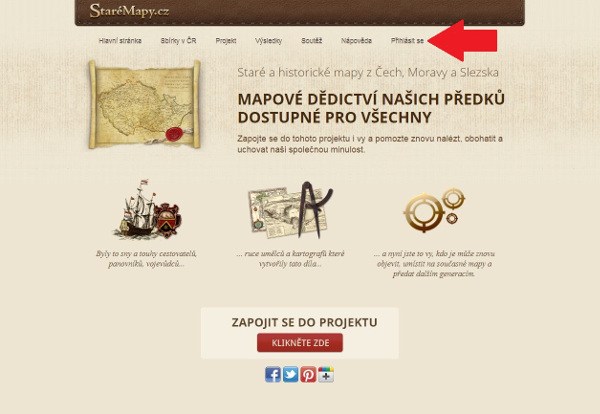 StaréMapy.cz
Hlavní stránka Sbírky v ČR Projekt Výsledky Soutěž Nápověda Přihlásit se
Staré a historické mapy z Čech, Moravy a Slezska
MAPOVÉ DĚDICTVÍ NAŠICH PŘEDKŮ
DOSTUPNÉ PRO VŠECHNY
Zapojte se do tohoto projektu i vy a pomozte znovu nalézt, obohatit a
uchovat naši společnou minulost.
Byly to sny a touhy cestovatelů,
panovníků, vojevůdců...
... ruce umělců a kartografů které
vytvořily tato díla...
... a nyní jste to vy, kdo je může znovu
objevit, umístit na současné mapy a
předat dalším generacím.
ZAPOJIT SE DO PROJEKTU
KLIKNĚTE ZDE